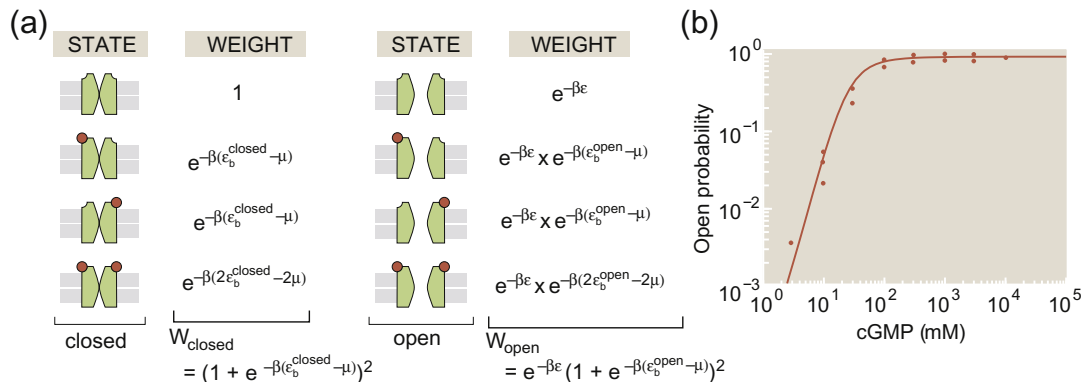 (a)
STATE WEIGHT STATE WEIGHT
1 e^{-βε}
e^{-β(ε_b^{closed}-μ)} e^{-βε} x e^{-β(ε_b^{open}-μ)}
e^{-β(ε_b^{closed}-μ)} e^{-βε} x e^{-β(ε_b^{open}-μ)}
e^{-β(2ε_b^{closed}-2μ)} e^{-βε} x e^{-β(2ε_b^{open}-2μ)}
closed W_{closed} open W_{open}
= (1 + e^{-β(ε_b^{closed}-μ)})^2 = e^{-βε} (1 + e^{-β(ε_b^{open}-μ)})^2
(b)
Open probability
10^0
10^{-1}
10^{-2}
10^{-3}
10^0 10^1 10^2 10^3 10^4 10^5
cGMP (mM)